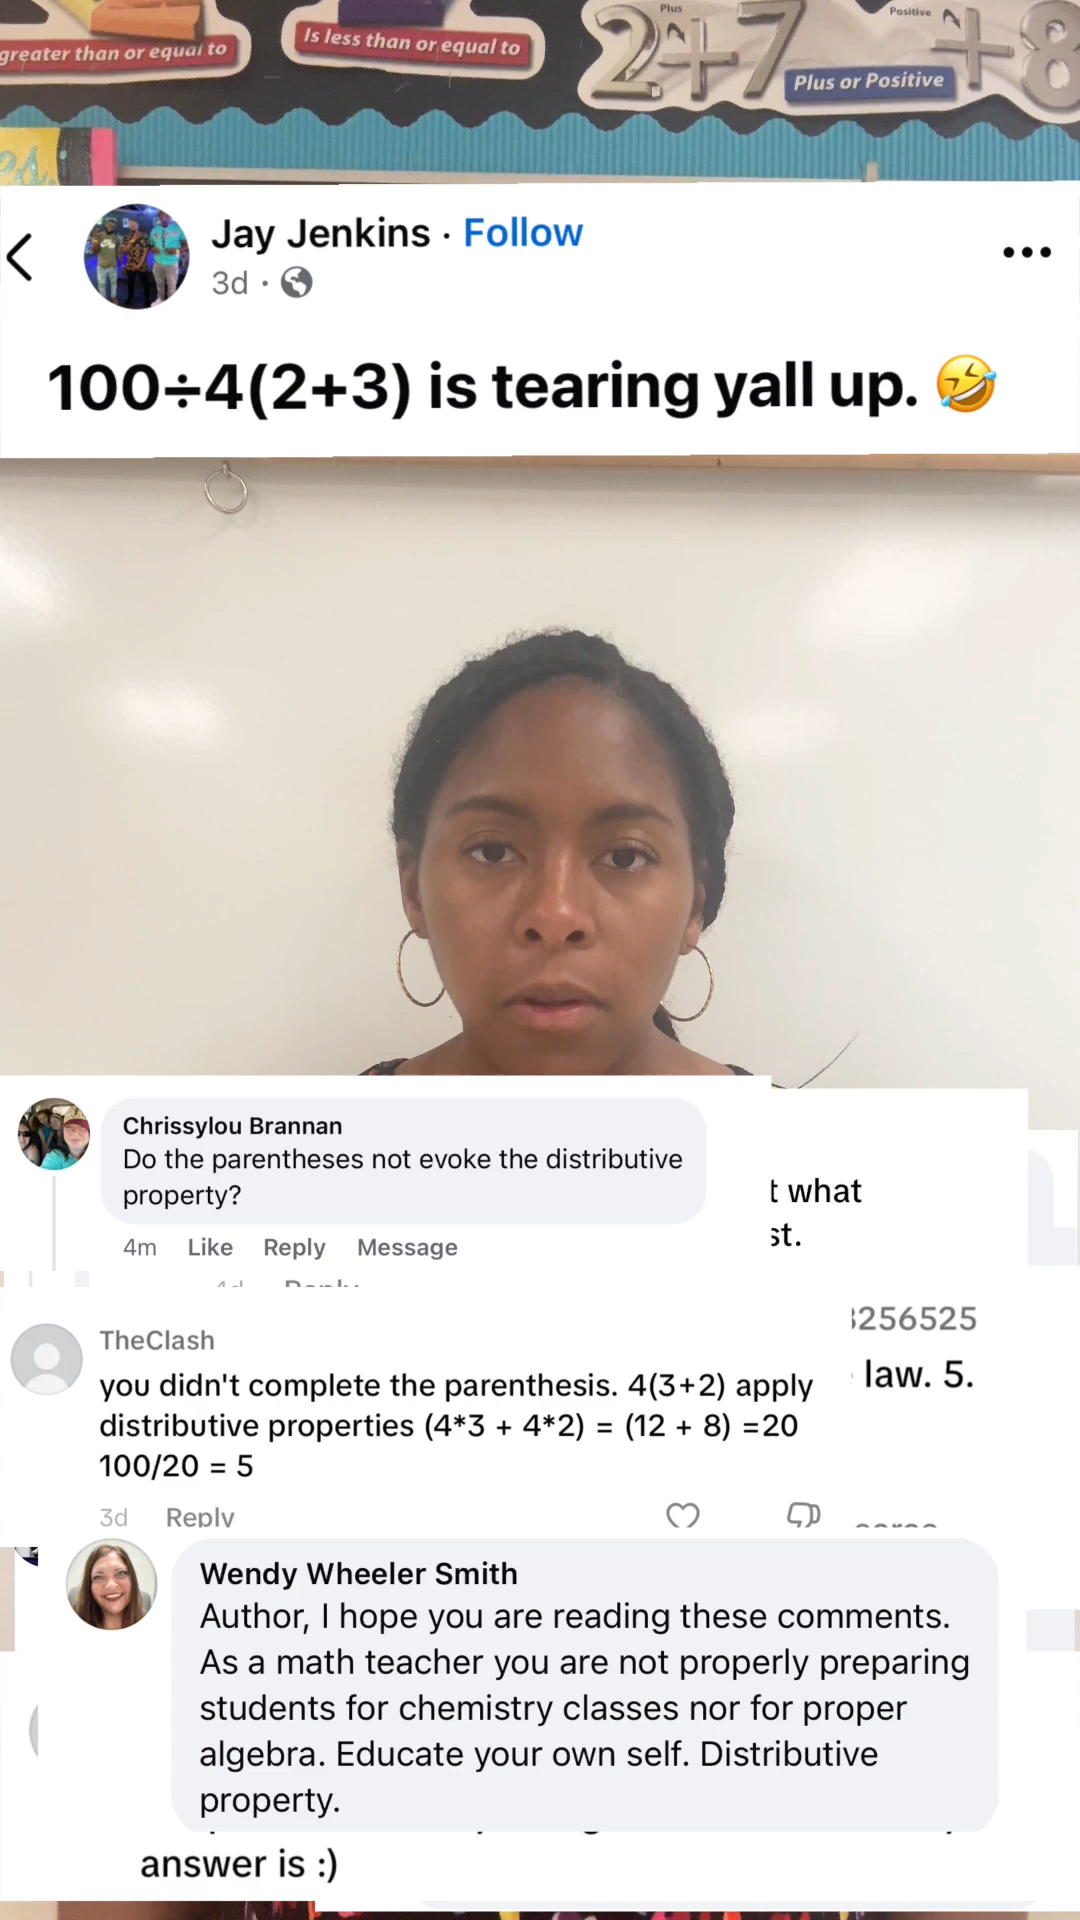 greater than or equal to
Is less than or equal to
Plus
2+7
Plus or Positive
Positive
+8
Jay Jenkins · Follow
3d ·
100÷4(2+3) is tearing yall up. 🤣
Chrissylou Brannan
Do the parentheses not evoke the distributive
property?
4m Like Reply Message
t what
st.
4d Reply
TheClash
you didn't complete the parenthesis. 4(3+2) apply
distributive properties (4*3 + 4*2) = (12 + 8) =20
100/20 = 5
3d Reply
256525
law. 5.
Wendy Wheeler Smith
Author, I hope you are reading these comments.
As a math teacher you are not properly preparing
students for chemistry classes nor for proper
algebra. Educate your own self. Distributive
property.
answer is :)